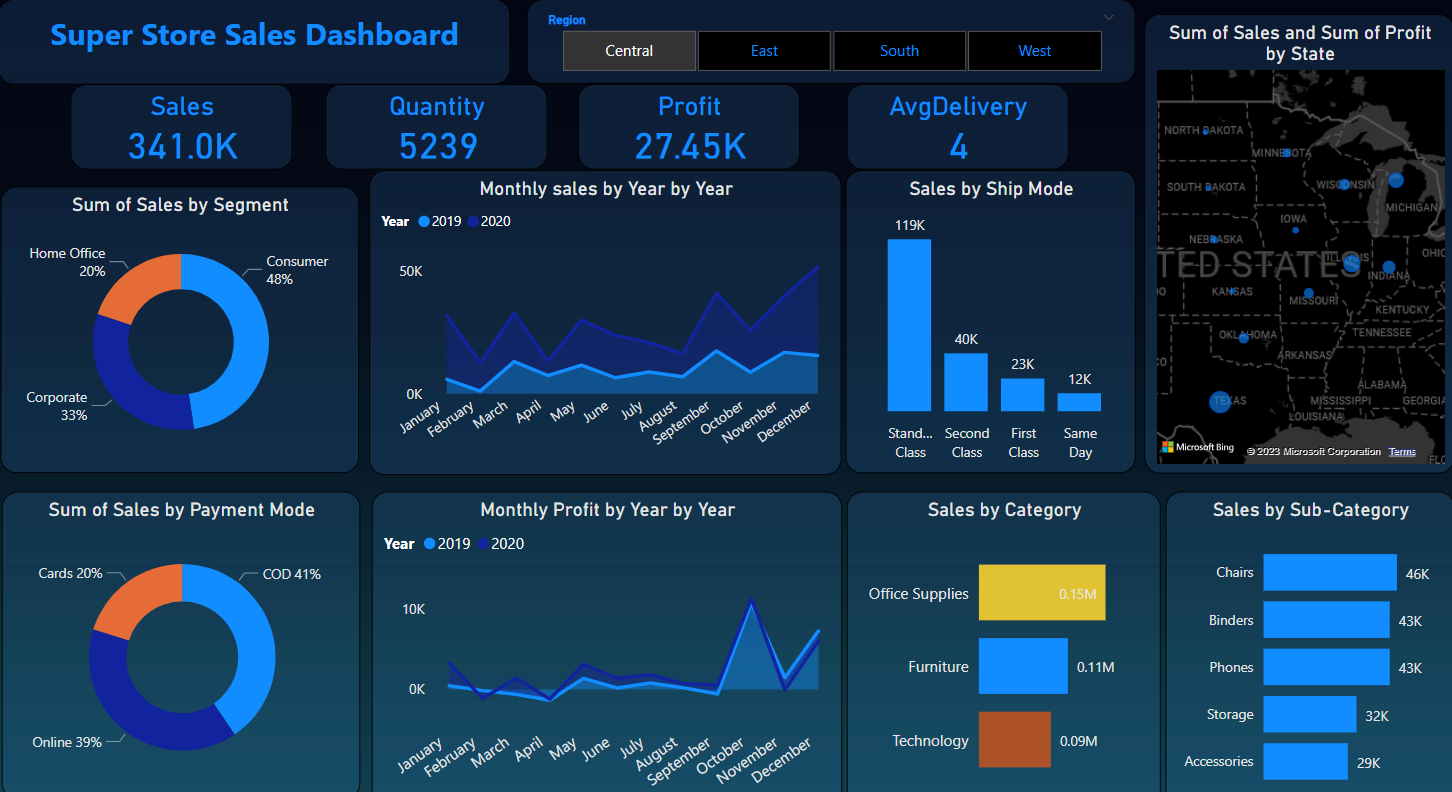 Super Store Sales Dashboard
Region
Central East South West
Sales
341.0K
Quantity
5239
Profit
27.45K
AvgDelivery
4
Sum of Sales by Segment
Home Office
20%
Consumer
48%
Corporate
33%
Monthly sales by Year by Year
Year 2019 2020
50K
0K
January
February
March
April
May
June
July
August
September
October
November
December
Sales by Ship Mode
119K
40K
23K
12K
Stand...
Class
Second
Class
First
Class
Same
Day
Sum of Sales and Sum of Profit
by State
NORTH DAKOTA
MINNESOTA
SOUTH DAKOTA
WISCONSIN
MICHIGAN
IOWA
NEBRASKA
OHIO
TED STATES
ILLINOIS
INDIANA
KANSAS
MISSOURI
KENTUCKY
OKLAHOMA
TENNESSEE
CO
ARKANSAS
ALABAMA
TEXAS
MISSISSIPPI
GEORGIA
LOUISIANA
Microsoft Bing
© 2023 Microsoft Corporation Terms
FLO
Sum of Sales by Payment Mode
Cards 20%
COD 41%
Online 39%
Monthly Profit by Year by Year
Year 2019 2020
10K
0K
January
February
March
April
May
June
July
August
September
October
November
December
Sales by Category
Office Supplies 0.15M
Furniture 0.11M
Technology 0.09M
Sales by Sub-Category
Chairs 46K
Binders 43K
Phones 43K
Storage 32K
Accessories 29K